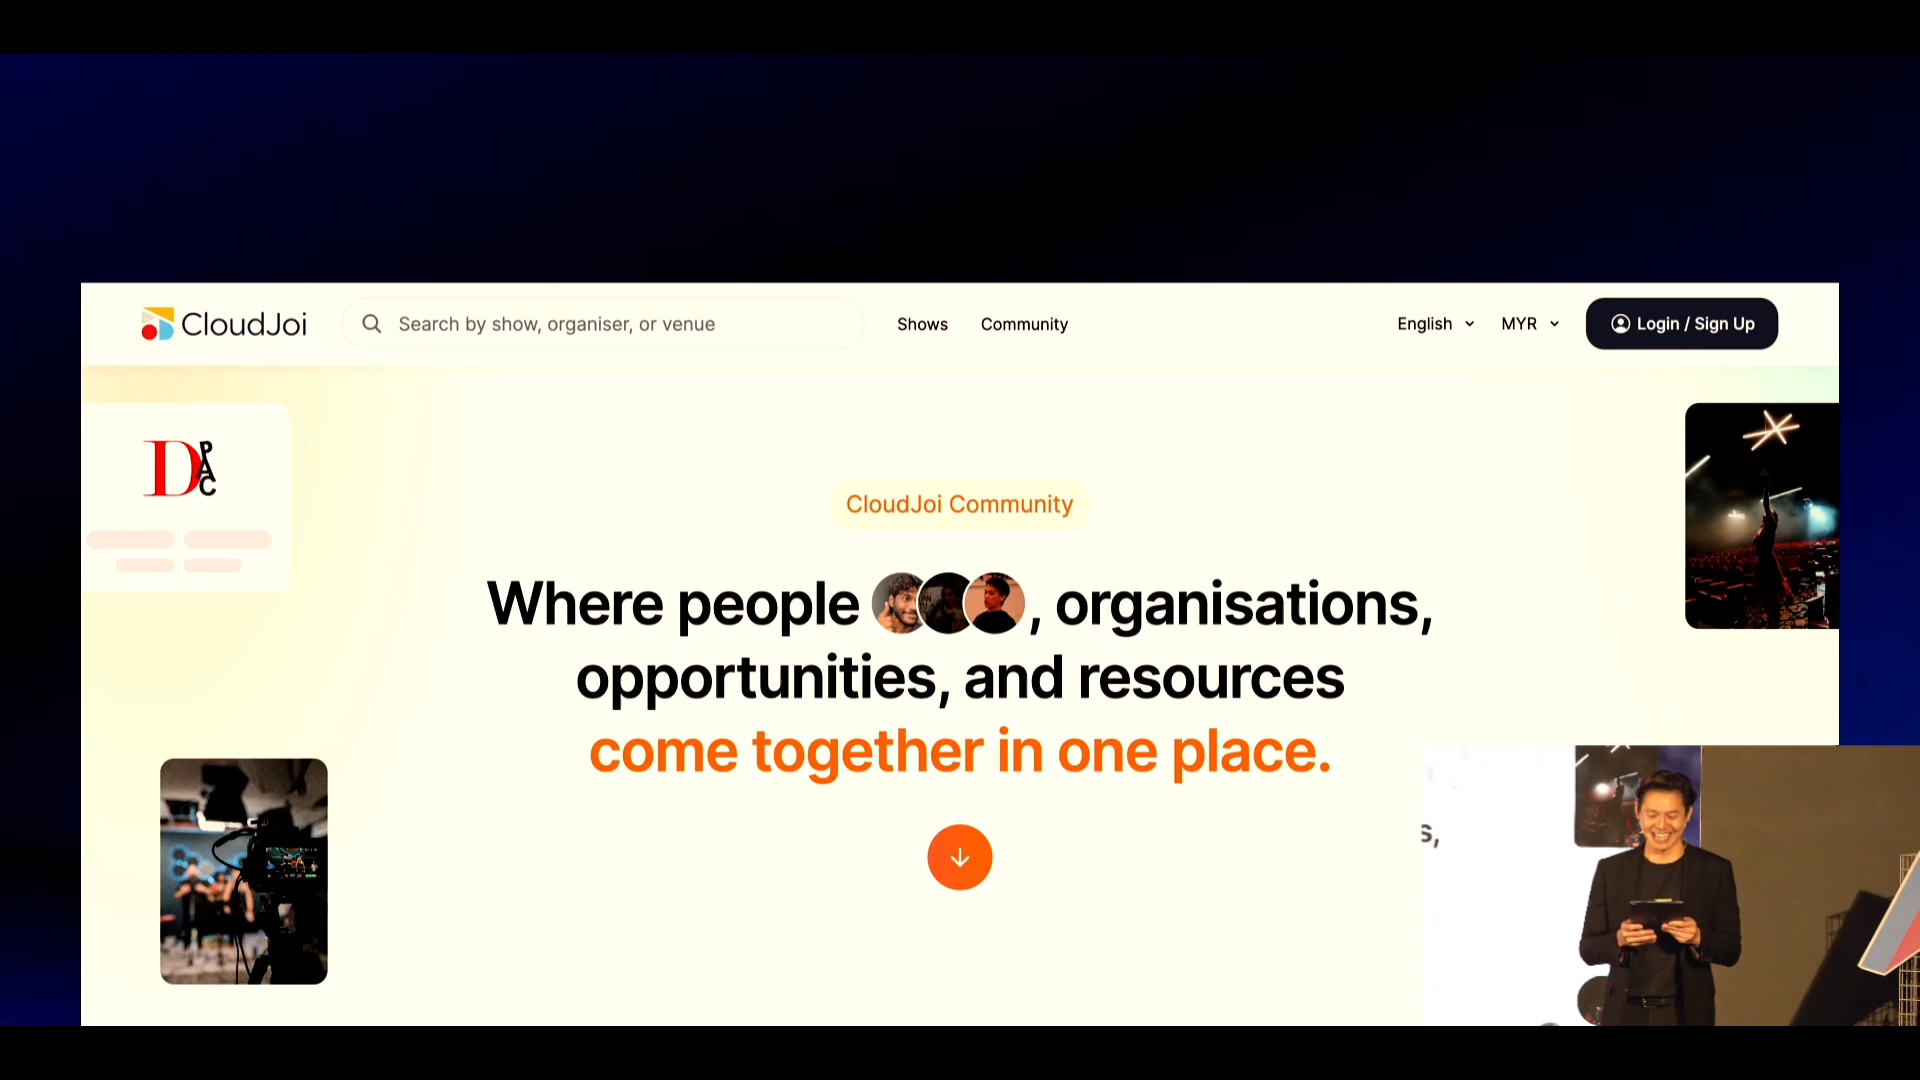 CloudJoi
Search by show, organiser, or venue
Shows
Community
English
MYR
Login / Sign Up
DPAC
CloudJoi Community
Where people , organisations,
opportunities, and resources
come together in one place.
s,